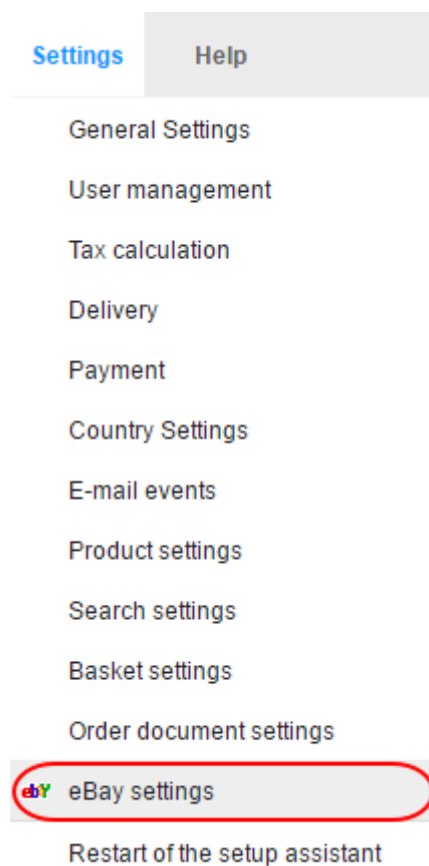 Settings Help
General Settings
User management
Tax calculation
Delivery
Payment
Country Settings
E-mail events
Product settings
Search settings
Basket settings
Order document settings
ebY eBay settings
Restart of the setup assistant